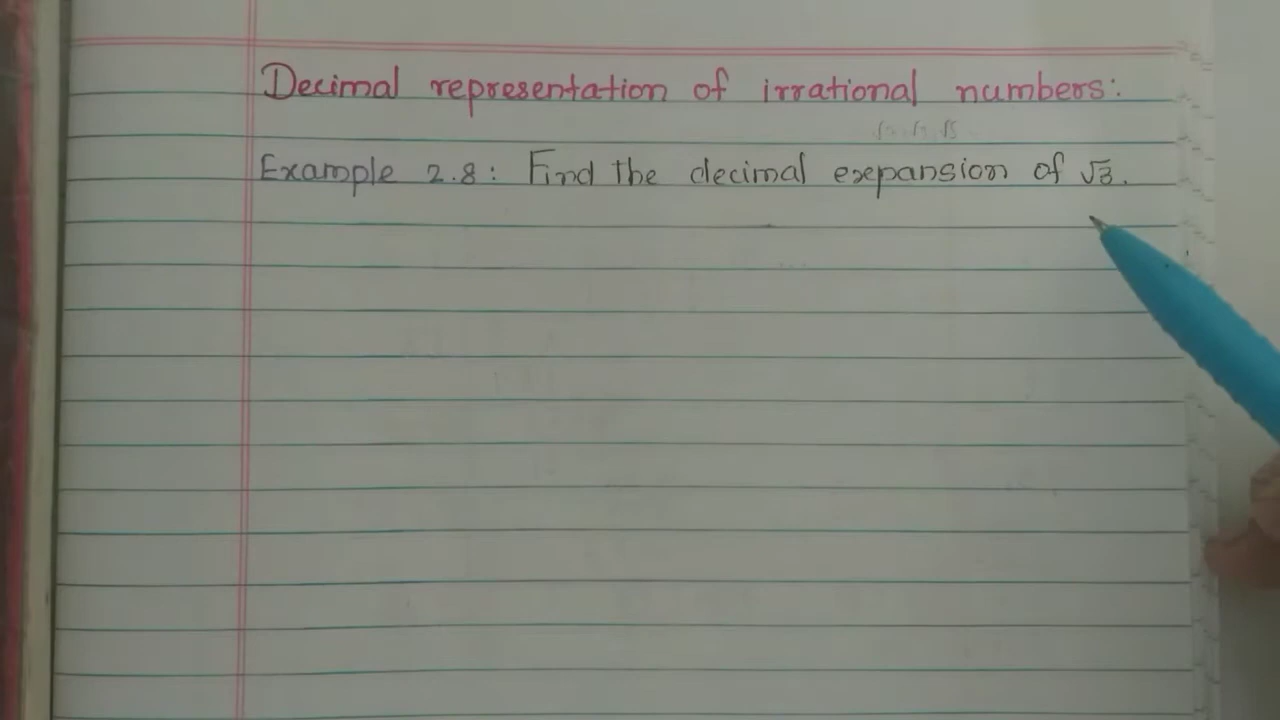 Decimal representation of irrational numbers:
Example 2.8: Find the decimal expansion of √3.